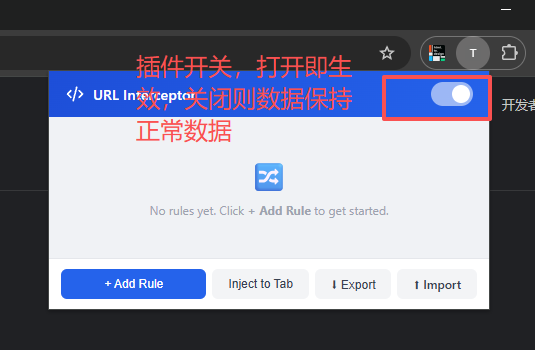 T
插件开关，打开即生
效，关闭则数据保持
正常数据
</> URL Interceptor
开发者
No rules yet. Click + Add Rule to get started.
+ Add Rule
Inject to Tab
⬇ Export
⬆ Import